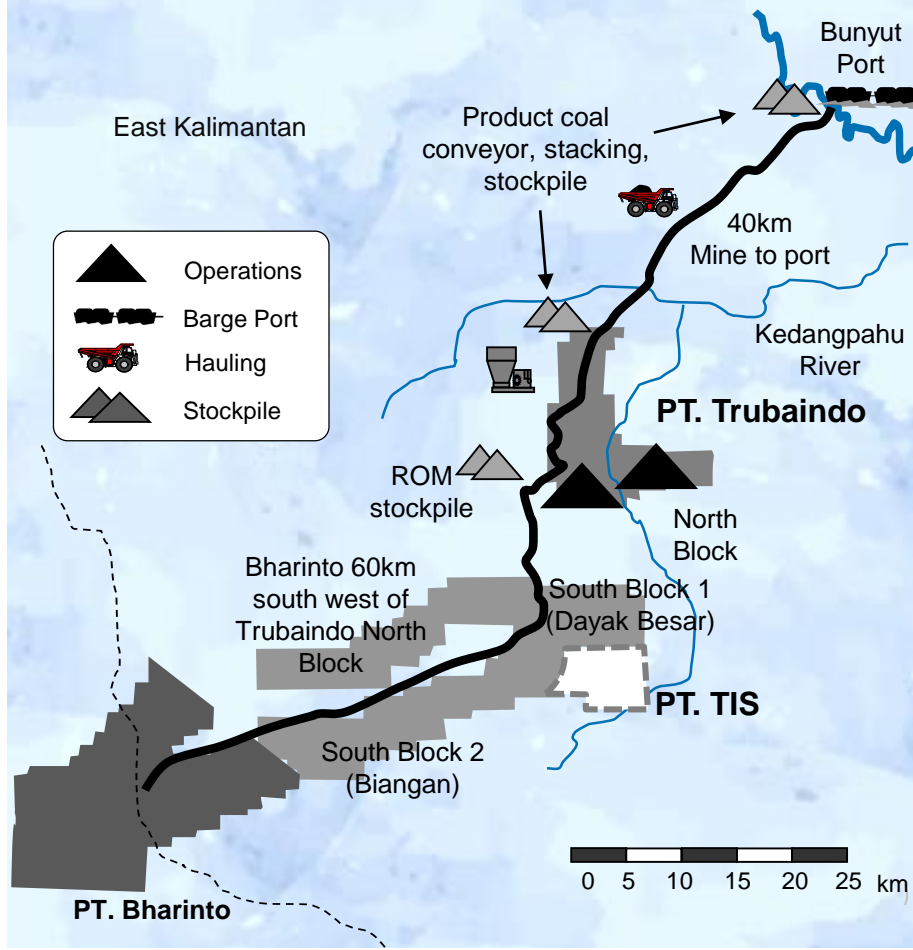 Bunyut
Port
East Kalimantan
Product coal
conveyor, stacking,
stockpile
40km
Mine to port
Operations
Barge Port
Hauling
Stockpile
Kedangpahu
River
PT. Trubaindo
ROM
stockpile
North
Block
Bharinto 60km
south west of
Trubaindo North
Block
South Block 1
(Dayak Besar)
PT. TIS
South Block 2
(Biangan)
0 5 10 15 20 25 km
PT. Bharinto